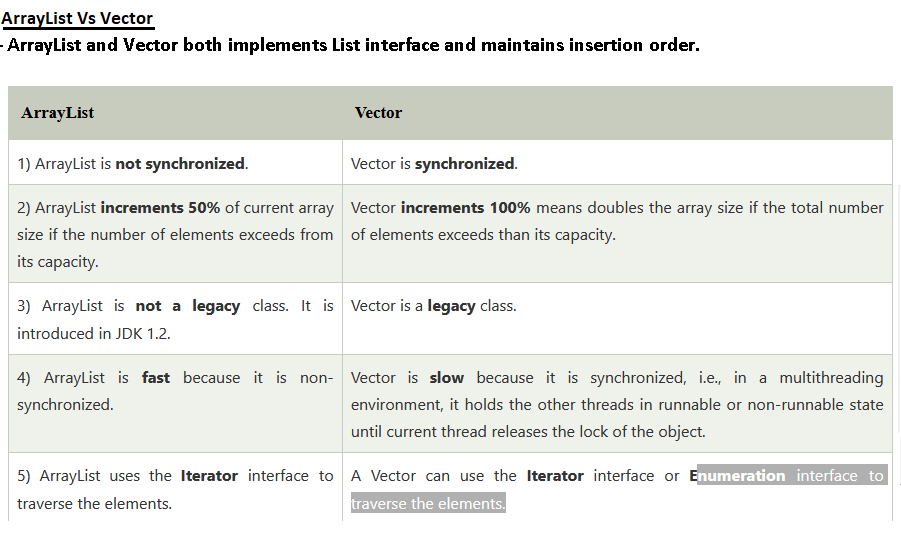 ArrayList Vs Vector
- ArrayList and Vector both implements List interface and maintains insertion order.
ArrayList
Vector
1) ArrayList is not synchronized.
Vector is synchronized.
2) ArrayList increments 50% of current array
size if the number of elements exceeds from
its capacity.
Vector increments 100% means doubles the array size if the total number
of elements exceeds than its capacity.
3) ArrayList is not a legacy class. It is
introduced in JDK 1.2.
Vector is a legacy class.
4) ArrayList is fast because it is non-
synchronized.
Vector is slow because it is synchronized, i.e., in a multithreading
environment, it holds the other threads in runnable or non-runnable state
until current thread releases the lock of the object.
5) ArrayList uses the Iterator interface to
traverse the elements.
A Vector can use the Iterator interface or Enumeration interface to
traverse the elements.